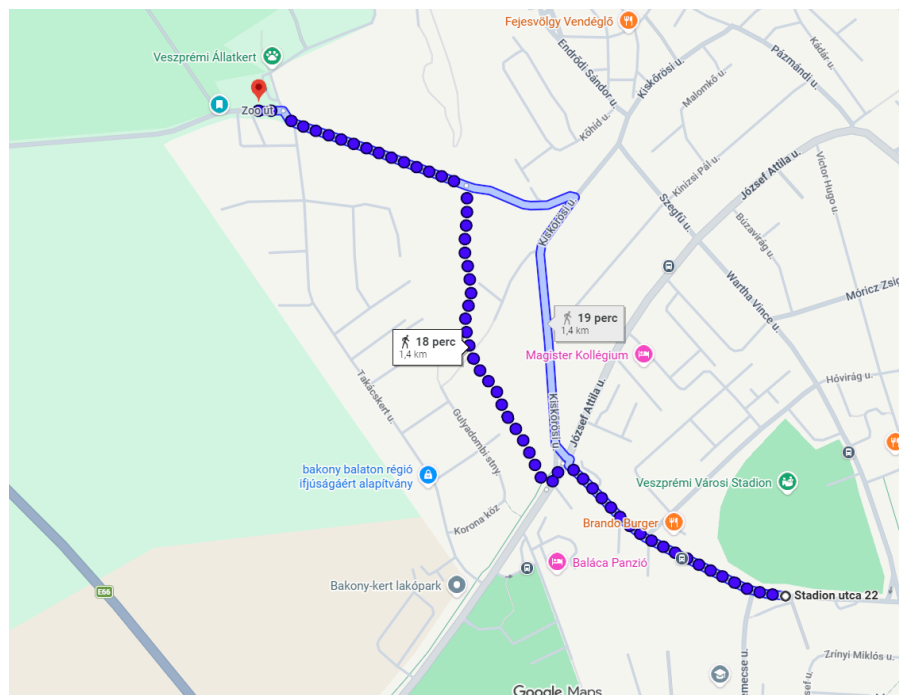 Fejesvölgy Vendéglő
Kádár u.
Endrődi Sándor u.
Pázmándi u.
Veszprémi Állatkert
Kiskőrösi u.
Malomkő u.
Zoo út
Kőhíd u.
József Attila u.
Kinizsi Pál u.
Victor Hugo u.
Szegfű u.
Búzavirág u.
Kiskőrösi u.
Wartha Vince u.
Móricz Zsig
19 perc
1,4 km
18 perc
1,4 km
Magister Kollégium
Hóvirág u.
Takácskert u.
József Attila u.
Kiskőrösi u.
Gulyadombi stny.
bakony balaton régió
ifjúságáért alapítvány
Veszprémi Városi Stadion
Korona köz
Brando Burger
Baláca Panzió
Bakony-kert lakópark
E66
Stadion utca 22
Zrínyi Miklós u.
Google Maps